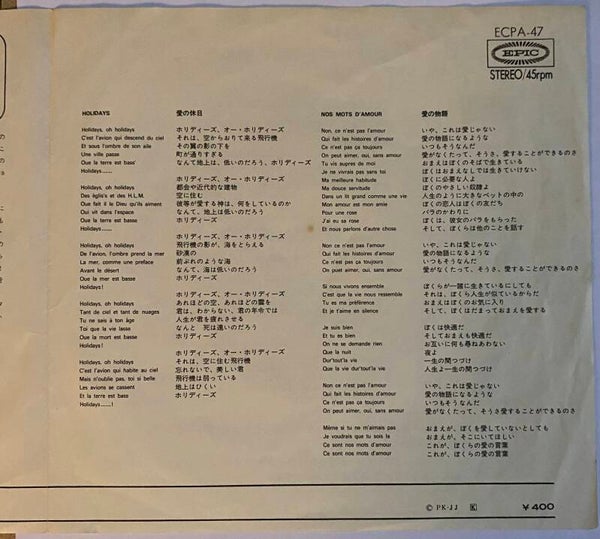 ECPA-47
EPIC
STEREO/45rpm
HOLIDAYS
Holidays, oh holidays
C'est l'avion qui descend du ciel
Et sous l'ombre de son aile
Une ville passe
Que la terre est bass'
Holidays......
Holidays, oh holidays
Des églis's et des H.L.M.
Que fait il le Dieu qu'ils aiment
Qui vit dans l'espace
Que la terre est basse
Holidays
Holidays, oh holidays
De l'avion, l'ombre prend la mer
La mer, comme une preface
Avant le désert
Que la mer est basse
Holidays!
Holidays, oh holidays
Tant de ciel et tant de nuages
Tu ne sais à ton âge
Toi que la vie lasse
Que la mort est basse
Holidays!
Holidays, oh holidays
C'est l'avion qui habite au ciel
Mais n'oublie pas, toi si belle
Les avions se cassent
Et la terre est bass
Holidays......!
愛の休日
ホリディーズ、オー・ホリディーズ
それは、空からおりて来る飛行機
その翼の影の下を
町が通りすぎる
なんて地上は、低いのだろう、ホリディーズ
ホリディーズ、オー・ホリディーズ
都会や近代的な建物
空に住む
彼等が愛する神は、何をしているのか
なんて、地上は低いのだろう
ホリディーズ
ホリディーズ、オー・ホリディーズ
飛行機の影が、海をとらえる
砂漠の
前ぶれのような海
なんて、海は低いのだろう
ホリディーズ
ホリディーズ、オー・ホリディーズ
あれほどの空、あれほどの雲を
君は、わからない、君の年令では
人生が君を疲れさせる
なんと 死は遠いのだろう
ホリディーズ
ホリディーズ、オー・ホリディーズ
それは、空に住む飛行機
忘れないで、美しい君
飛行機は弱っている
地上はひくい
ホリディーズ
NOS MOTS D'AMOUR
Non, ce n'est pas l'amour
Qui fait les histoires d'amour
Ce n'est pas ça toujours
On peut aimer, oui, sans amour
Tu vis supres de moi
Je ne vivrais pas sans toi
Ma meilleure habitude
Ma douce servitude
Dans un lit grand comme une vie
Mon amour est mon amie
Pour une rose
J'ai eu sa rose
Et nous parlons d'autre chose
Non ce n'est pas l'amour
Qui fait les histoires d'amour
Ce n'est pas ça toujours
On poet aimer, oui, sans amour
Si nous vivons ensemble
C'est que la vie nous ressemble
Tu es ma préférence
Et je t'aime en silence
Je suis bien
Et tu es bien
On ne se demande rien
Que la nuit
Dur'tout'la vie
Que la vie dur'tout'la vie
Non ce n'est pas l'amour
Qui fait les histoires d'amour
Ce n'est pas ça toujours
On paut aimer, oui, sans amour
Même si tu ne m'aimais pas
Je voudrais que tu sois la
Ce sont nos mots d'amour
Ce sont nos mots d'amour
愛の物語
いや、これは愛じゃない
愛の物語になるような
いつもそうなんだ
愛がなくたって、そうさ、愛することができるのさ
おまえはぼくのそばで生きている
ぼくはおまえなしでは生きていけない
ぼくに必要な人よ
ぼくのやさしい奴隷よ
人生のように大きなベットの中の
ぼくの恋人はぼくの友だち
バラのかわりに
ぼくは、彼女のバラをもらった
そして、ぼくらは他のことを話す
いや、これは愛じゃない
愛の物語になるような
いつもそうなんだ
愛がなくたって、そうさ愛することができるのさ
ぼくらが一諸に生きているにしても
それは、ぼくら人生が似ているからだ
おまえはぼくのお気に入り
そして、ぼくはだまっておまえを愛する
ぼくは快適だ
そしておまえも快適だ
お互いに何も尋ねあわない
夜よ
一生の間つづけ
人生よ一生の間つづけ
いや、これは愛じゃない
愛の物語になるような
いつもそうなんだ
愛がなくたって、そうさ愛することができるのさ
おまえが、ぼくを愛していないとしても
おまえが、そこにいてほしい
これが、ぼくらの愛の言葉
これが、ぼくらの愛の言葉
Ⓒ PK-JJ K ￥400